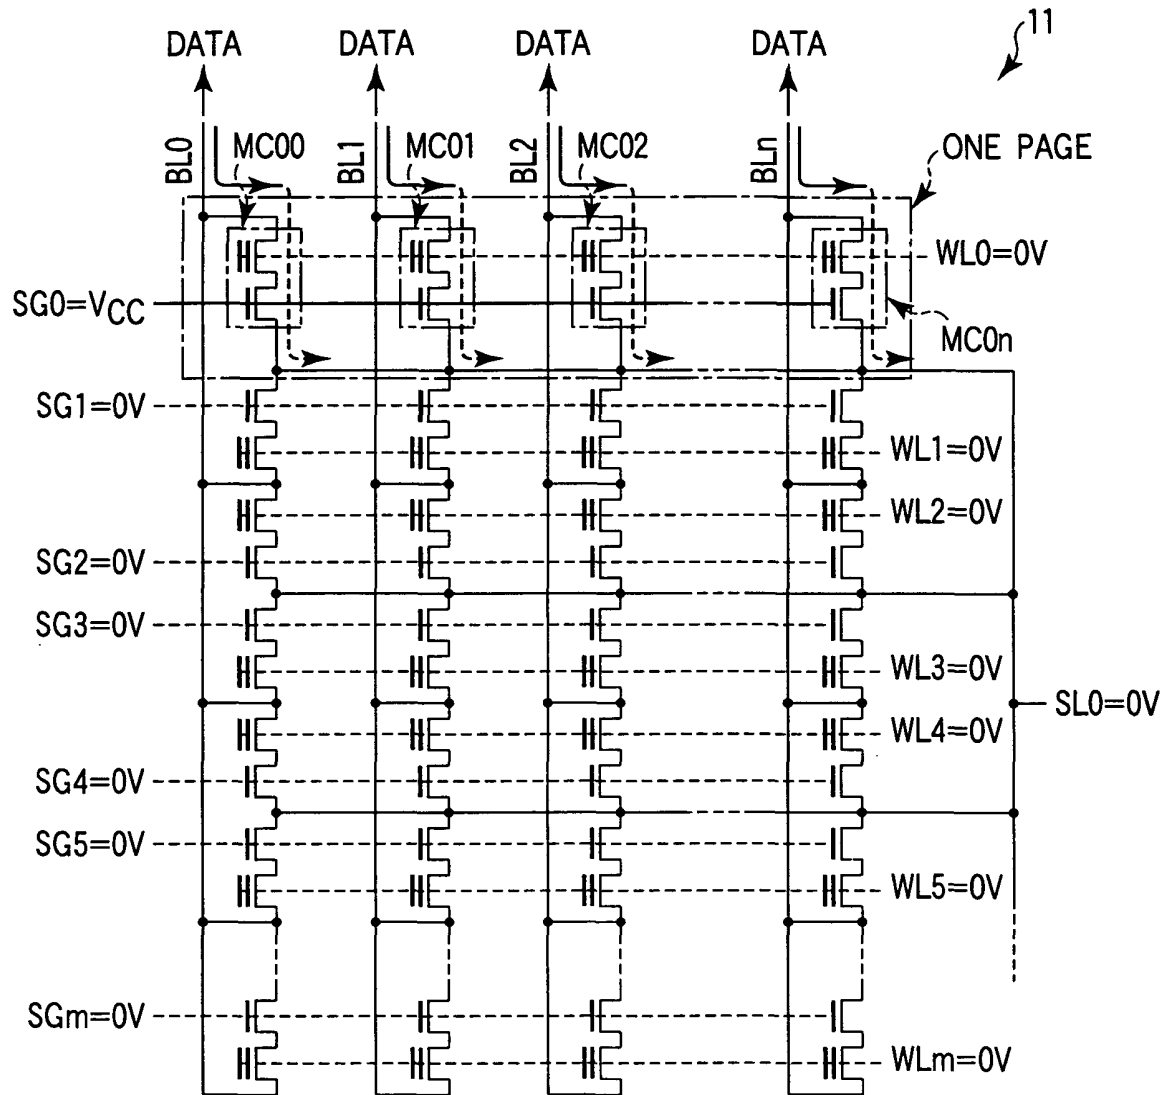 11
DATA DATA DATA DATA
BL0 MC00 BL1 MC01 BL2 MC02 BLn
ONE PAGE
WL0=0V
SG0=VCC
MC0n
SG1=0V
WL1=0V
WL2=0V
SG2=0V
SG3=0V
WL3=0V
SL0=0V
WL4=0V
SG4=0V
SG5=0V
WL5=0V
SGm=0V
WLm=0V